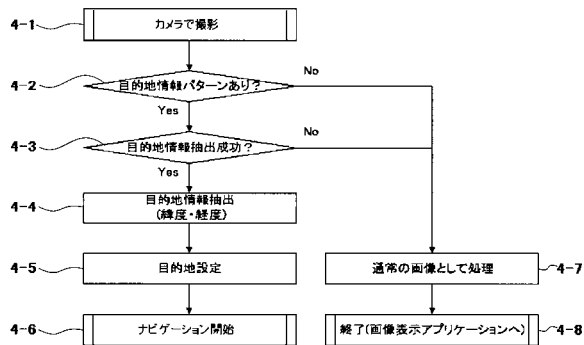 4-1 カメラで撮影
4-2 目的地情報パターンあり? No
Yes
4-3 目的地情報抽出成功? No
Yes
4-4 目的地情報抽出
(緯度・経度)
4-5 目的地設定 通常の画像として処理 4-7
4-6 ナビゲーション開始 終了(画像表示アプリケーションへ) 4-8